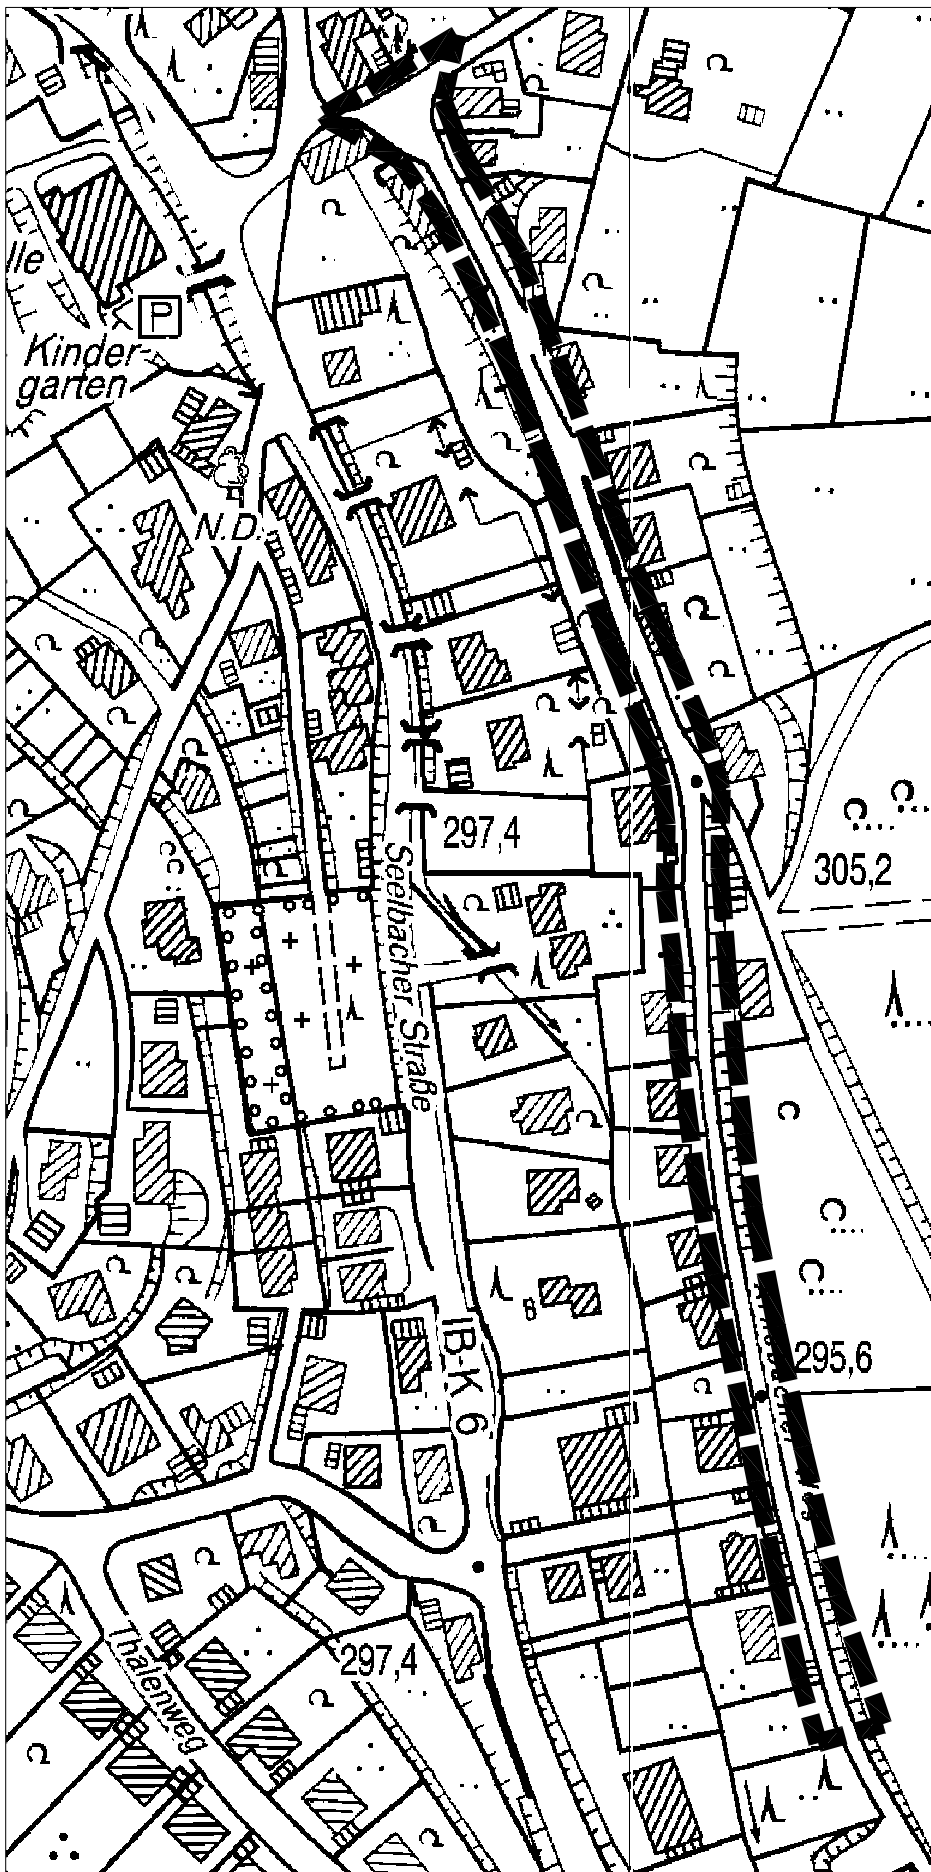 lle
P
Kinder-
garten
N.D.
297,4
305,2
Seelbacher Straße
IB-K 6
295,6
297,4
Thalenweg